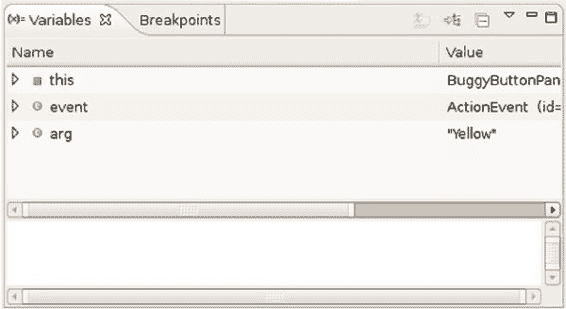 (x)= Variables Breakpoints
Name Value
this BuggyButtonPan
event ActionEvent (id=
arg "Yellow"